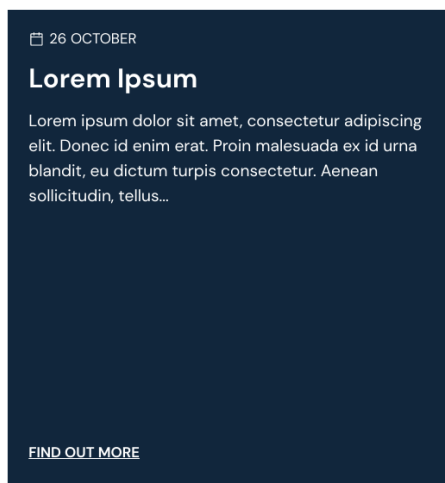 26 OCTOBER
Lorem Ipsum
Lorem ipsum dolor sit amet, consectetur adipiscing
elit. Donec id enim erat. Proin malesuada ex id urna
blandit, eu dictum turpis consectetur. Aenean
sollicitudin, tellus...
FIND OUT MORE